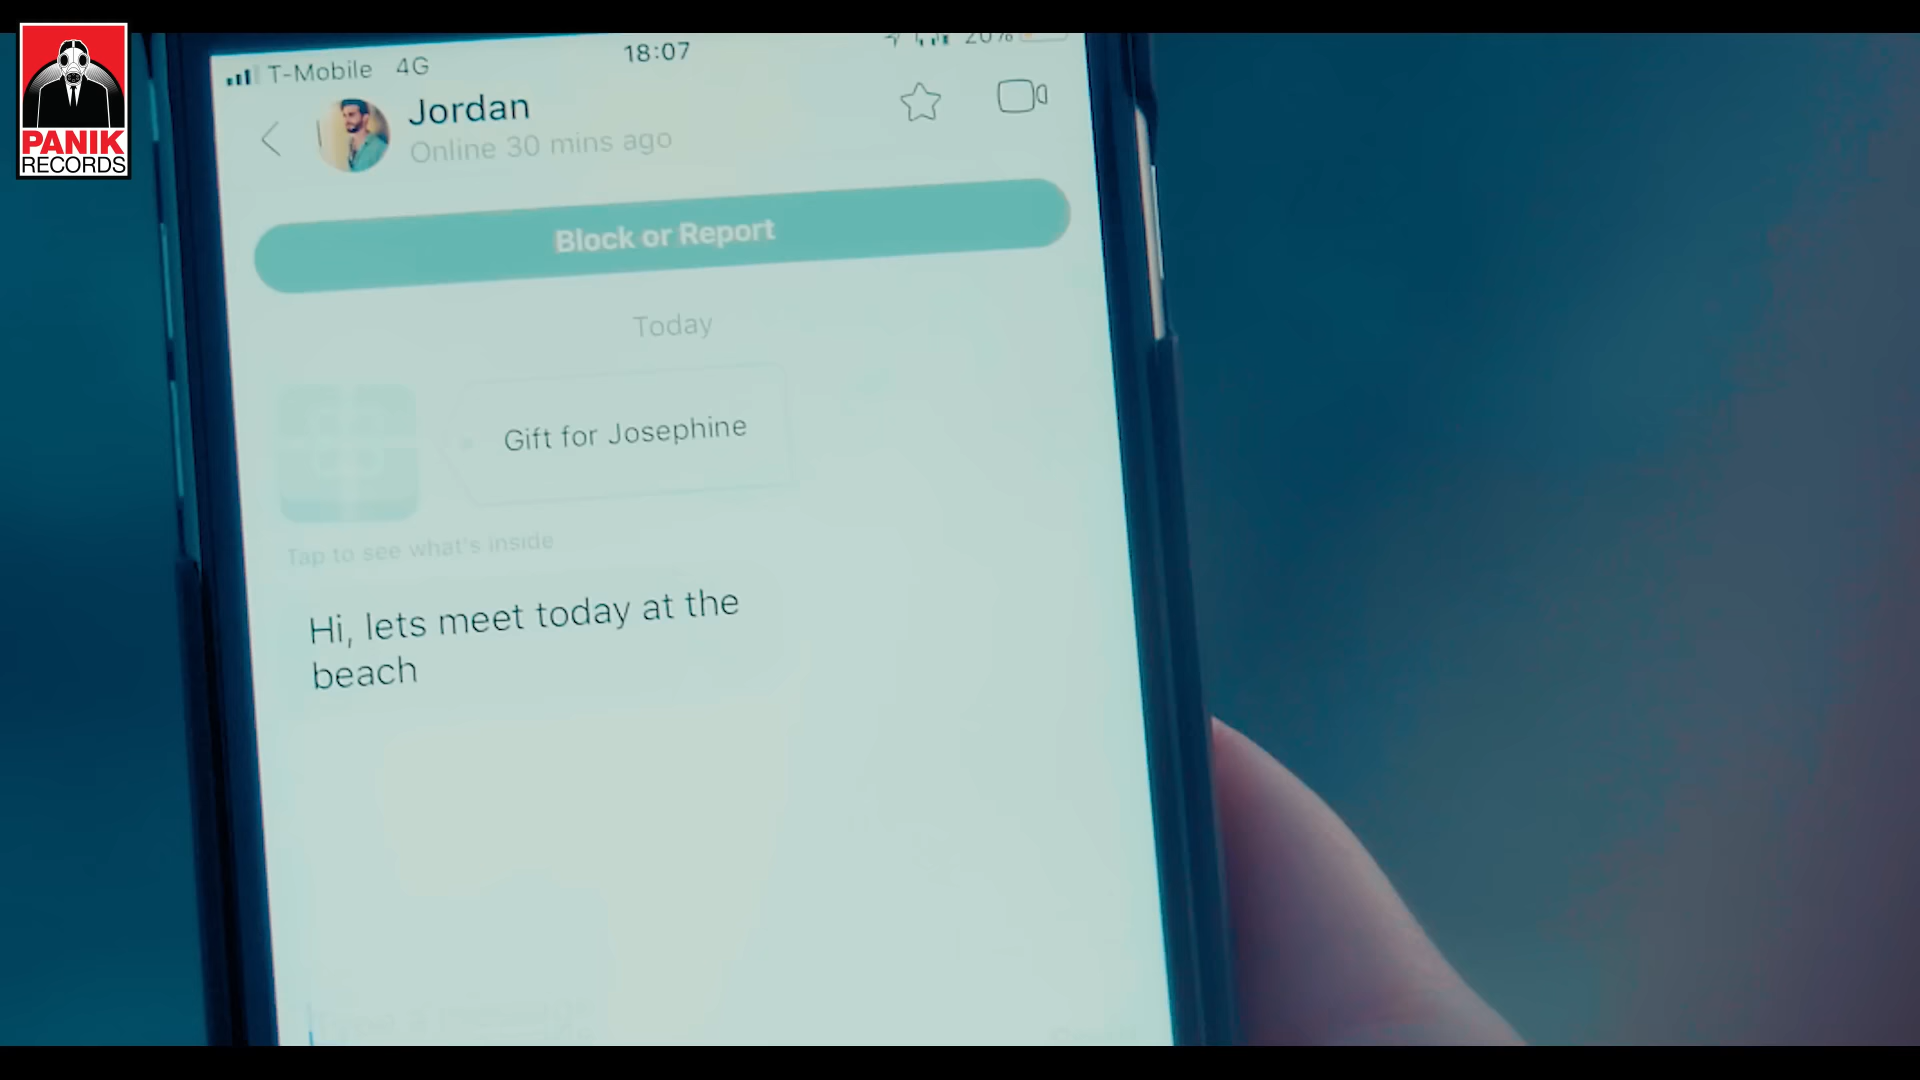 PANIK
RECORDS
T-Mobile 4G
18:07
20%
Jordan
Online 30 mins ago
Block or Report
Today
Gift for Josephine
Tap to see what's inside
Hi, lets meet today at the
beach